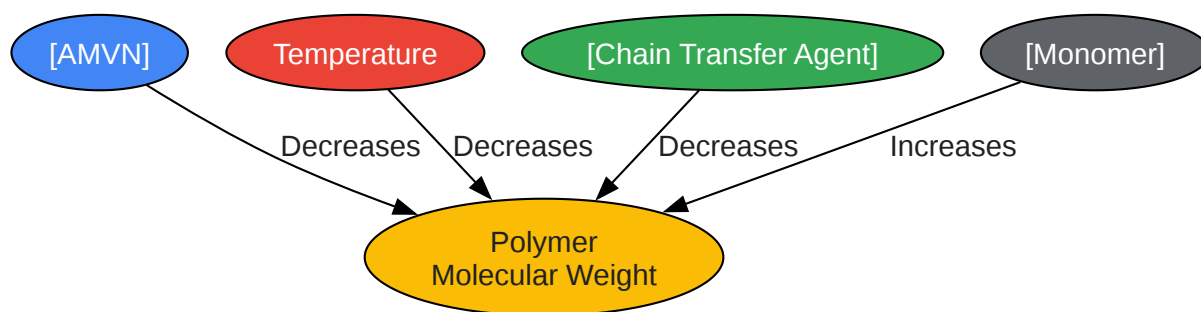 [AMVN]
Temperature
[Chain Transfer Agent]
[Monomer]
Decreases
Decreases
Decreases
Increases
Polymer
Molecular Weight